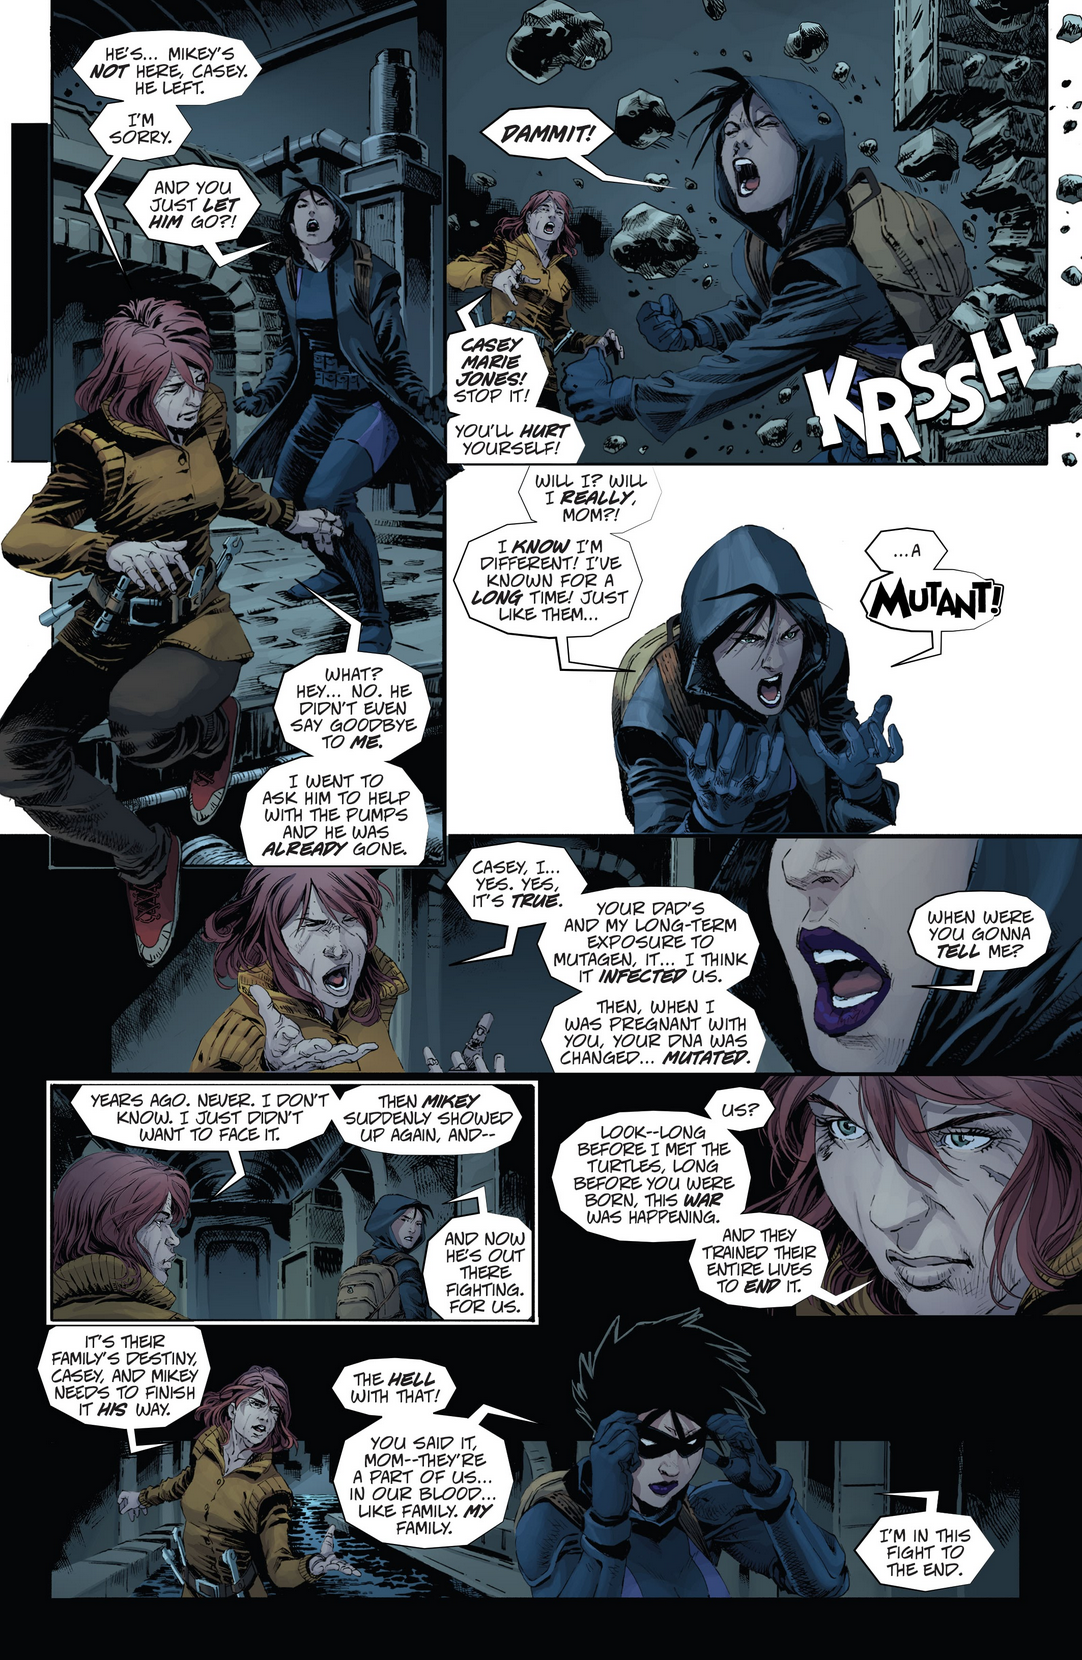 HE'S... MIKEY'S
NOT HERE, CASEY.
HE LEFT.
I'M
SORRY.
AND YOU
JUST LET
HIM GO?!
WHAT?
HEY... NO. HE
DIDN'T EVEN
SAY GOODBYE
TO ME.
I WENT TO
ASK HIM TO HELP
WITH THE PUMPS
AND HE WAS
ALREADY GONE.
DAMMIT!
CASEY
MARIE
JONES!
STOP IT!
YOU'LL HURT
YOURSELF!
KRSSH
WILL I? WILL
I REALLY,
MOM?!
I KNOW I'M
DIFFERENT! I'VE
KNOWN FOR A
LONG TIME! JUST
LIKE THEM...
...A
MUTANT!
CASEY, I...
YES. YES,
IT'S TRUE.
YOUR DAD'S
AND MY LONG-TERM
EXPOSURE TO
MUTAGEN, IT... I THINK
IT INFECTED US.
THEN, WHEN I
WAS PREGNANT WITH
YOU, YOUR DNA WAS
CHANGED... MUTATED.
WHEN WERE
YOU GONNA
TELL ME?
YEARS AGO. NEVER. I DON'T
KNOW. I JUST DIDN'T
WANT TO FACE IT.
THEN MIKEY
SUDDENLY SHOWED
UP AGAIN, AND--
AND NOW
HE'S OUT
THERE
FIGHTING.
FOR US.
US?
LOOK--LONG
BEFORE I MET THE
TURTLES, LONG
BEFORE YOU WERE
BORN, THIS WAR
WAS HAPPENING.
AND THEY
TRAINED THEIR
ENTIRE LIVES
TO END IT.
IT'S THEIR
FAMILY'S DESTINY,
CASEY, AND MIKEY
NEEDS TO FINISH
IT HIS WAY.
THE HELL
WITH THAT!
YOU SAID IT,
MOM--THEY'RE
A PART OF US...
IN OUR BLOOD...
LIKE FAMILY. MY
FAMILY.
I'M IN THIS
FIGHT TO
THE END.